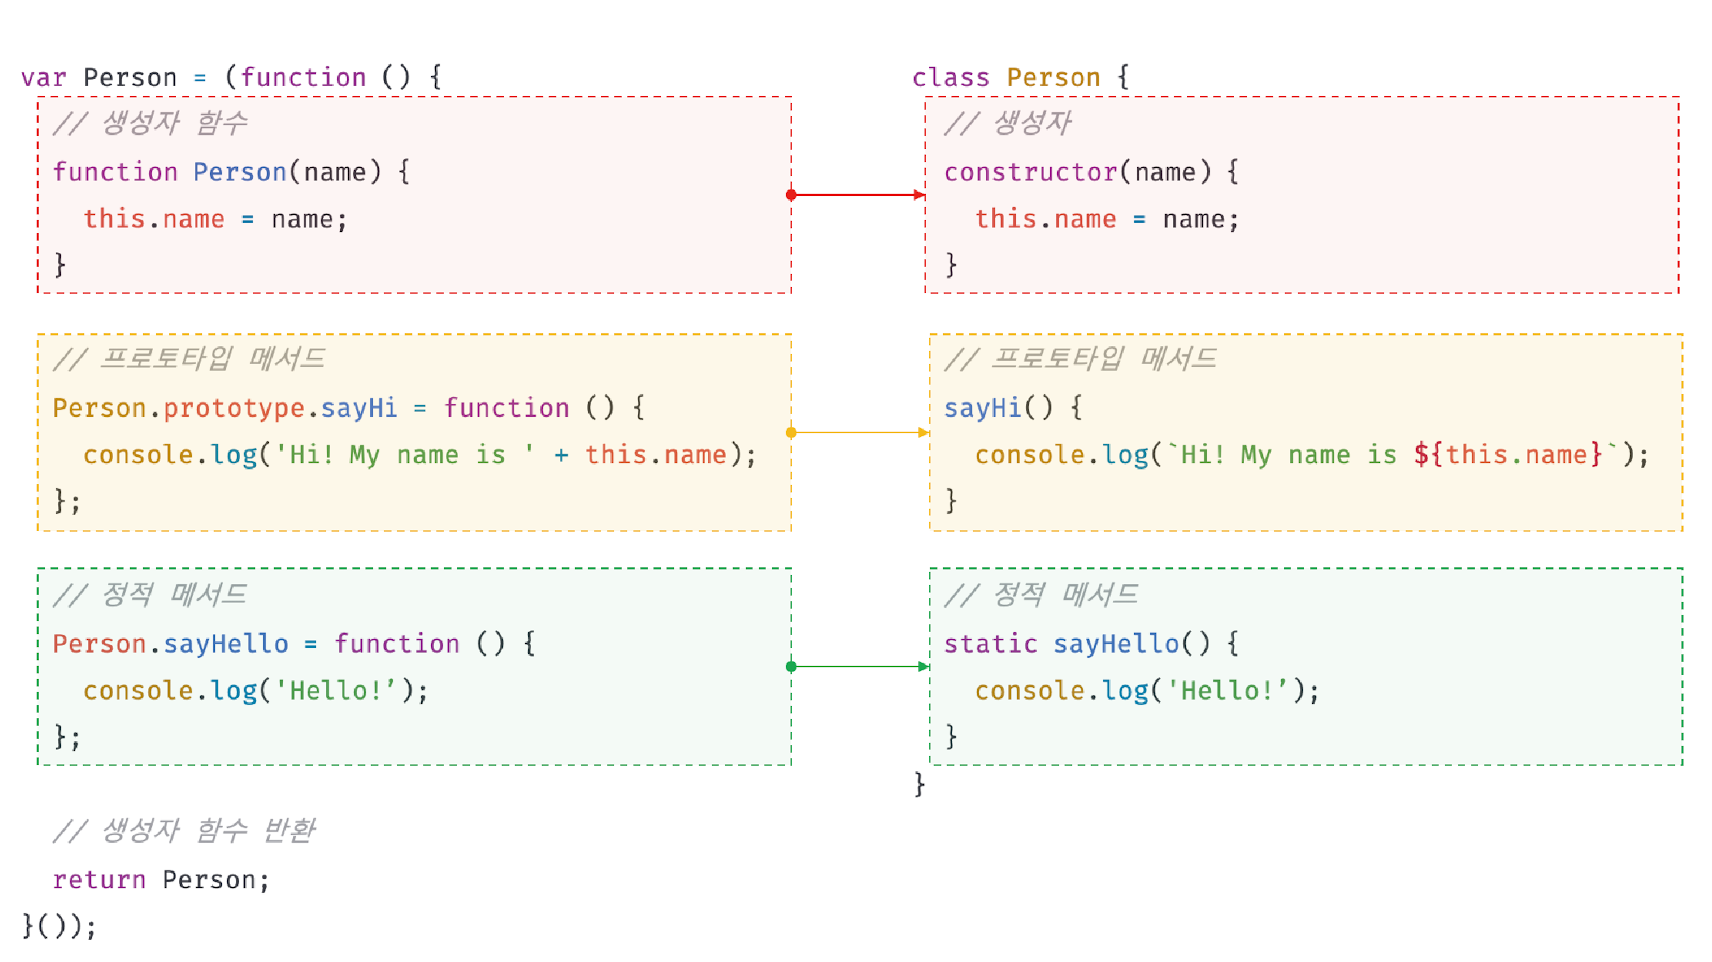 var Person = (function () {
  // 생성자 함수
  function Person(name) {
    this.name = name;
  }
  // 프로토타입 메서드
  Person.prototype.sayHi = function () {
    console.log('Hi! My name is ' + this.name);
  };
  // 정적 메서드
  Person.sayHello = function () {
    console.log('Hello!’);
  };
  // 생성자 함수 반환
  return Person;
}());
class Person {
  // 생성자
  constructor(name) {
    this.name = name;
  }
  // 프로토타입 메서드
  sayHi() {
    console.log(`Hi! My name is ${this.name}`);
  }
  // 정적 메서드
  static sayHello() {
    console.log('Hello!’);
  }
}